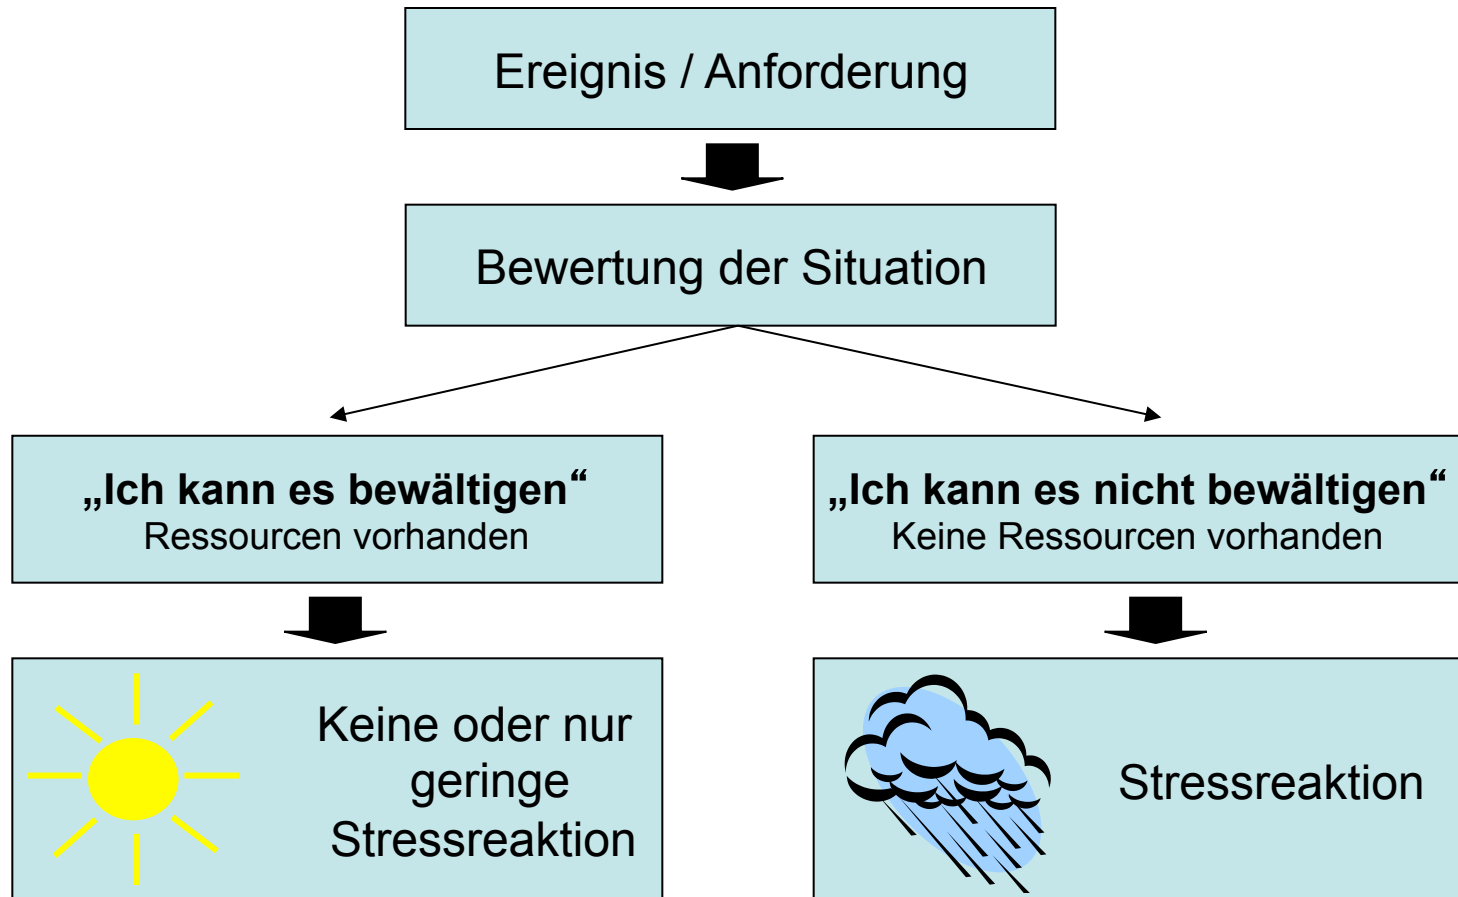 Ereignis / Anforderung
Bewertung der Situation
„Ich kann es bewältigen“
Ressourcen vorhanden
„Ich kann es nicht bewältigen“
Keine Ressourcen vorhanden
Keine oder nur
geringe
Stressreaktion
Stressreaktion